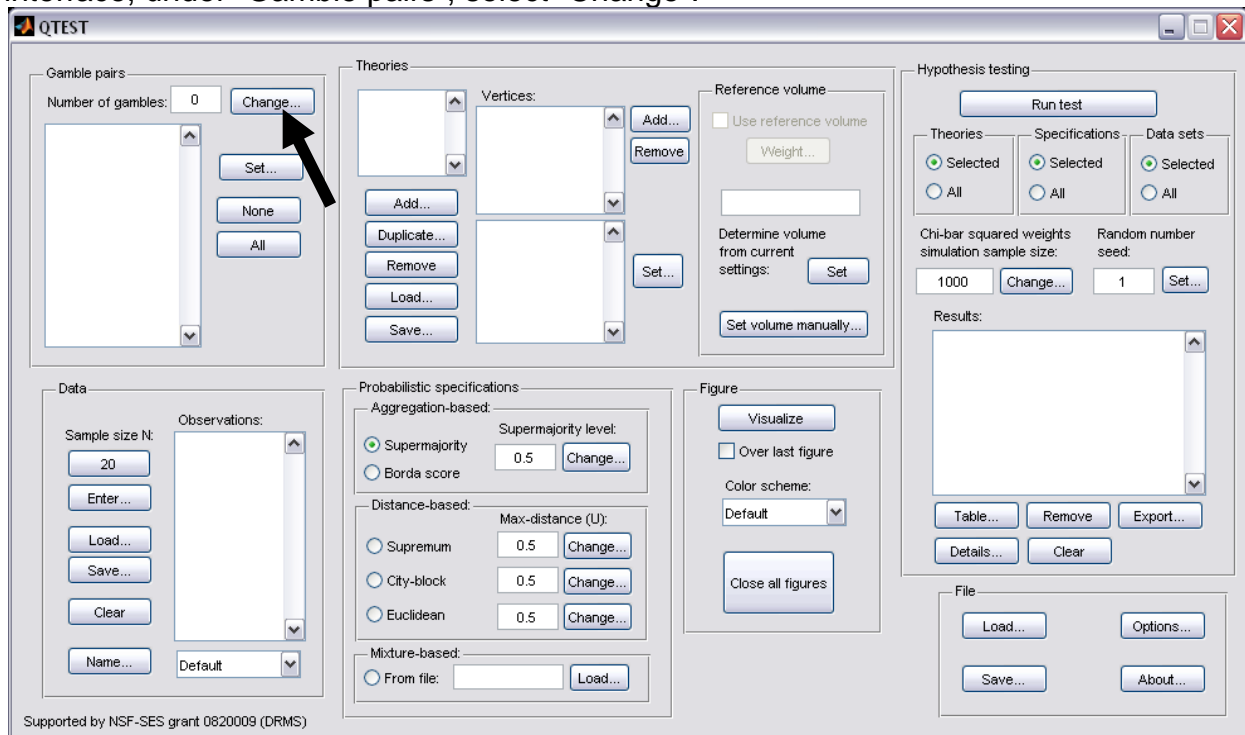 interface, under "Gamble pairs", select "Change".
QTEST
Gamble pairs
Number of gambles: 0 Change...
Set...
None
All
Theories
Vertices:
Add...
Remove
Add...
Duplicate...
Remove
Load...
Save...
Set...
Reference volume
Use reference volume
Weight...
Determine volume
from current
settings: Set
Set volume manually...
Hypothesis testing
Run test
Theories
Selected
All
Specifications
Selected
All
Data sets
Selected
All
Chi-bar squared weights
simulation sample size:
1000 Change...
Random number
seed:
1 Set...
Results:
Table... Remove Export...
Details... Clear
Data
Sample size N:
20
Enter...
Load...
Save...
Clear
Name...
Observations:
Default
Probabilistic specifications
Aggregation-based:
Supermajority
Borda score
Supermajority level:
0.5 Change...
Distance-based:
Max-distance (U):
Supremum 0.5 Change...
City-block 0.5 Change...
Euclidean 0.5 Change...
Mixture-based:
From file: Load...
Figure
Visualize
Over last figure
Color scheme:
Default
Close all figures
File
Load... Options...
Save... About...
Supported by NSF-SES grant 0820009 (DRMS)